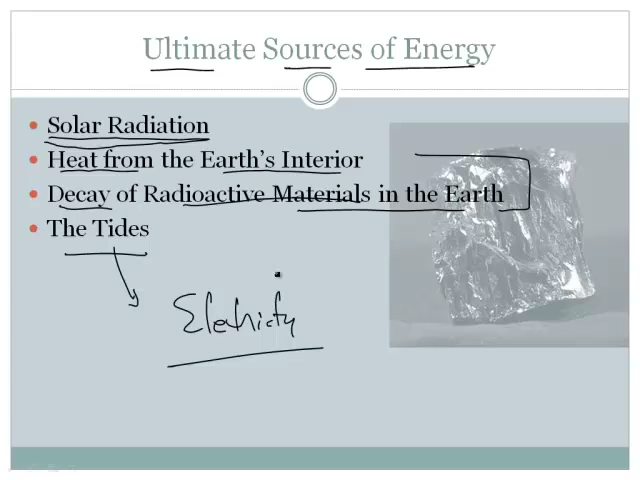 Ultimate Sources of Energy
• Solar Radiation
• Heat from the Earth's Interior
• Decay of Radioactive Materials in the Earth
• The Tides
Eletricity